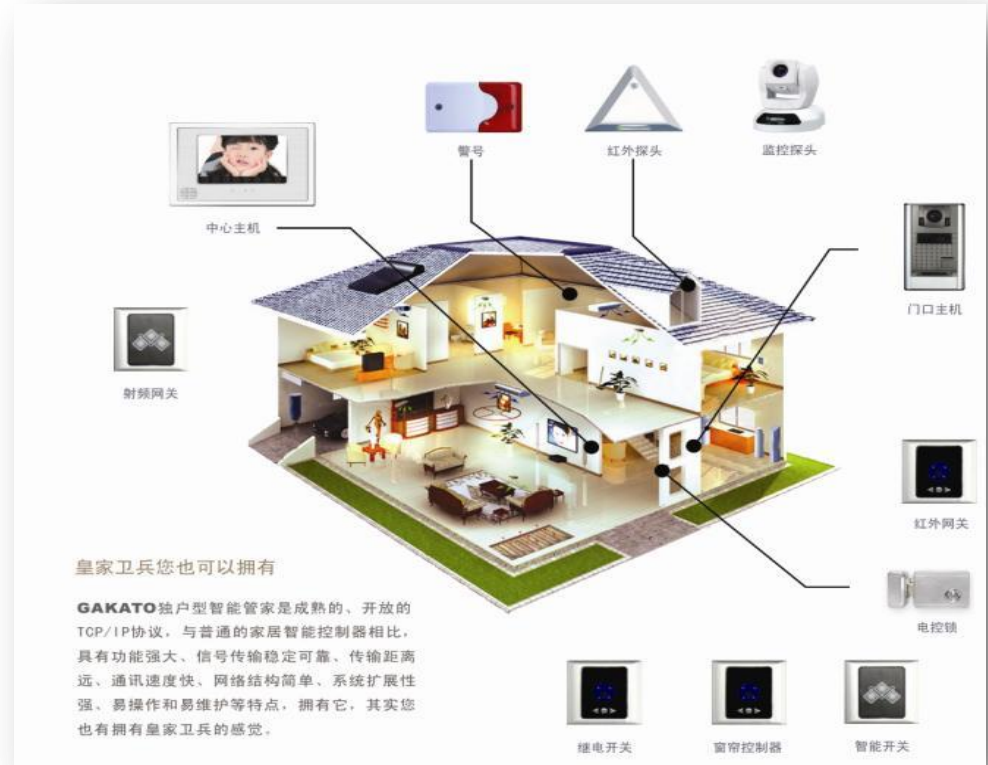 警号
红外探头
监控探头
中心主机
门口主机
射频网关
红外网关
皇家卫兵您也可以拥有
GAKATO独户型智能管家是成熟的、开放的
TCP/IP协议，与普通的家居智能控制器相比，
具有功能强大、信号传输稳定可靠、传输距离
远、通讯速度快、网络结构简单、系统扩展性
强、易操作和易维护等特点，拥有它，其实您
也有拥有皇家卫兵的感觉。
电控锁
继电开关
窗帘控制器
智能开关